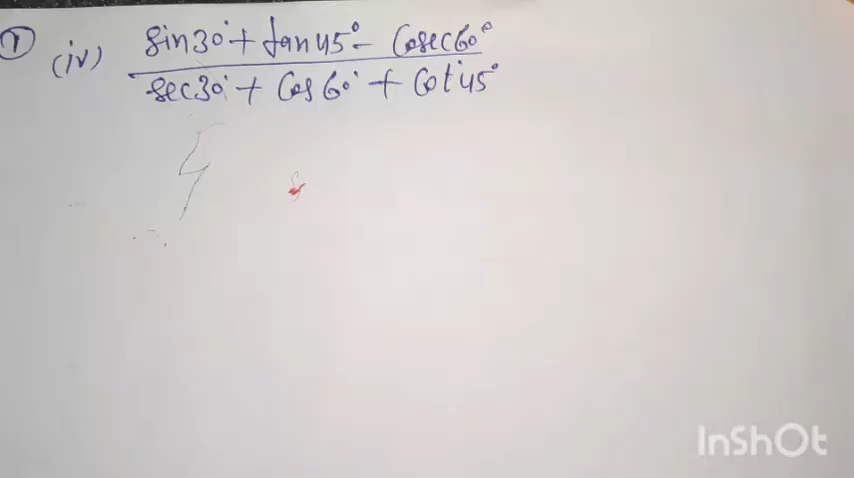 ① (iv) sin30° + tan45° - Cosec60°
sec30° + Cos60° + Cot45°
InShOt